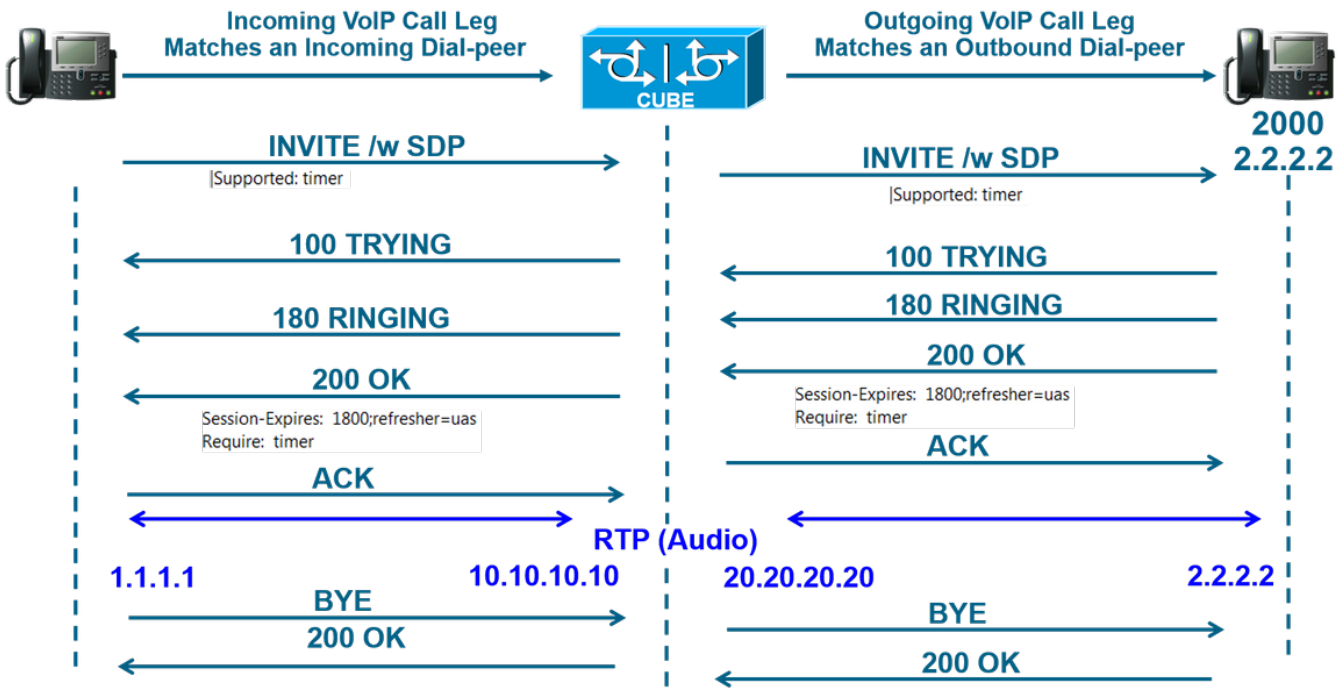 Incoming VoIP Call Leg
Matches an Incoming Dial-peer
Outgoing VoIP Call Leg
Matches an Outbound Dial-peer
CUBE
2000
2.2.2.2
INVITE /w SDP
|Supported: timer
INVITE /w SDP
|Supported: timer
100 TRYING
100 TRYING
180 RINGING
180 RINGING
200 OK
200 OK
Session-Expires: 1800;refresher=uas
Require: timer
Session-Expires: 1800;refresher=uas
Require: timer
ACK
ACK
RTP (Audio)
1.1.1.1
10.10.10.10
20.20.20.20
2.2.2.2
BYE
BYE
200 OK
200 OK